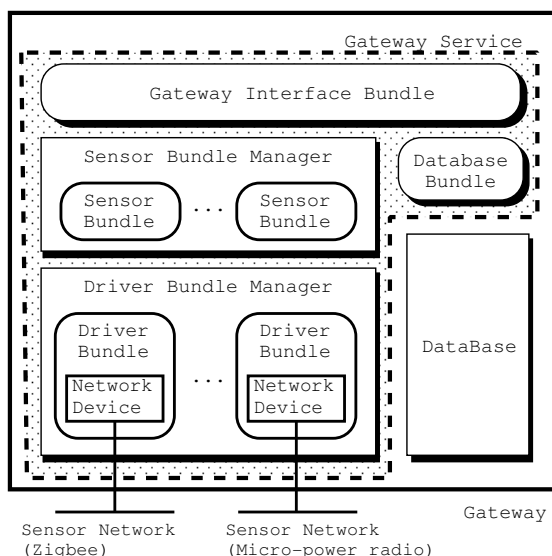 Gateway Service
Gateway Interface Bundle
Sensor Bundle Manager
Sensor
Bundle
...
Sensor
Bundle
Database
Bundle
Driver Bundle Manager
Driver
Bundle
Network
Device
...
Driver
Bundle
Network
Device
DataBase
Gateway
Sensor Network
(Zigbee)
Sensor Network
(Micro-power radio)